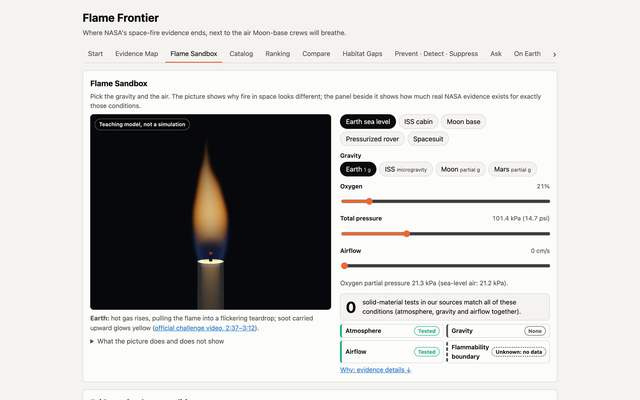 Flame Frontier
Where NASA's space-fire evidence ends, next to the air Moon-base crews will breathe.
Start Evidence Map Flame Sandbox Catalog Ranking Compare Habitat Gaps Prevent · Detect · Suppress Ask On Earth ›
Flame Sandbox
Pick the gravity and the air. The picture shows why fire in space looks different; the panel beside it shows how much real NASA evidence exists for exactly
those conditions.
Teaching model, not a simulation
Earth: hot gas rises, pulling the flame into a flickering teardrop; soot carried
upward glows yellow (official challenge video, 2:37–3:12).
▶ What the picture does and does not show
Earth sea level ISS cabin Moon base
Pressurized rover Spacesuit
Gravity
Earth 1 g ISS microgravity Moon partial g Mars partial g
Oxygen 21%
Total pressure 101.4 kPa (14.7 psi)
Airflow 0 cm/s
Oxygen partial pressure 21.3 kPa (sea-level air: 21.2 kPa).
0 solid-material tests in our sources match all of these
conditions (atmosphere, gravity and airflow together).
Atmosphere Tested Gravity None
Airflow Tested Flammability
boundary Unknown: no data
Why: evidence details ↓